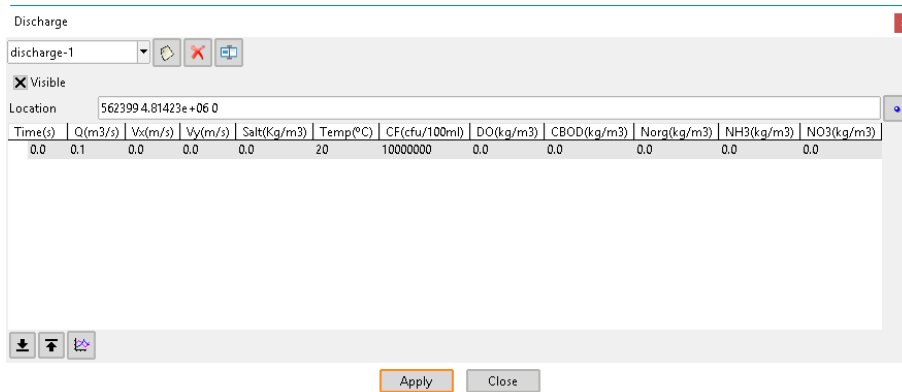 Discharge
discharge-1
Visible
Location 562399 4.81423e+06 0
Time(s) Q(m3/s) Vx(m/s) Vy(m/s) Salt(Kg/m3) Temp(ºC) CF(cfu/100ml) DO(kg/m3) CBOD(kg/m3) Norg(kg/m3) NH3(kg/m3) NO3(kg/m3)
0.0 0.1 0.0 0.0 0.0 20 10000000 0.0 0.0 0.0 0.0 0.0
Apply Close